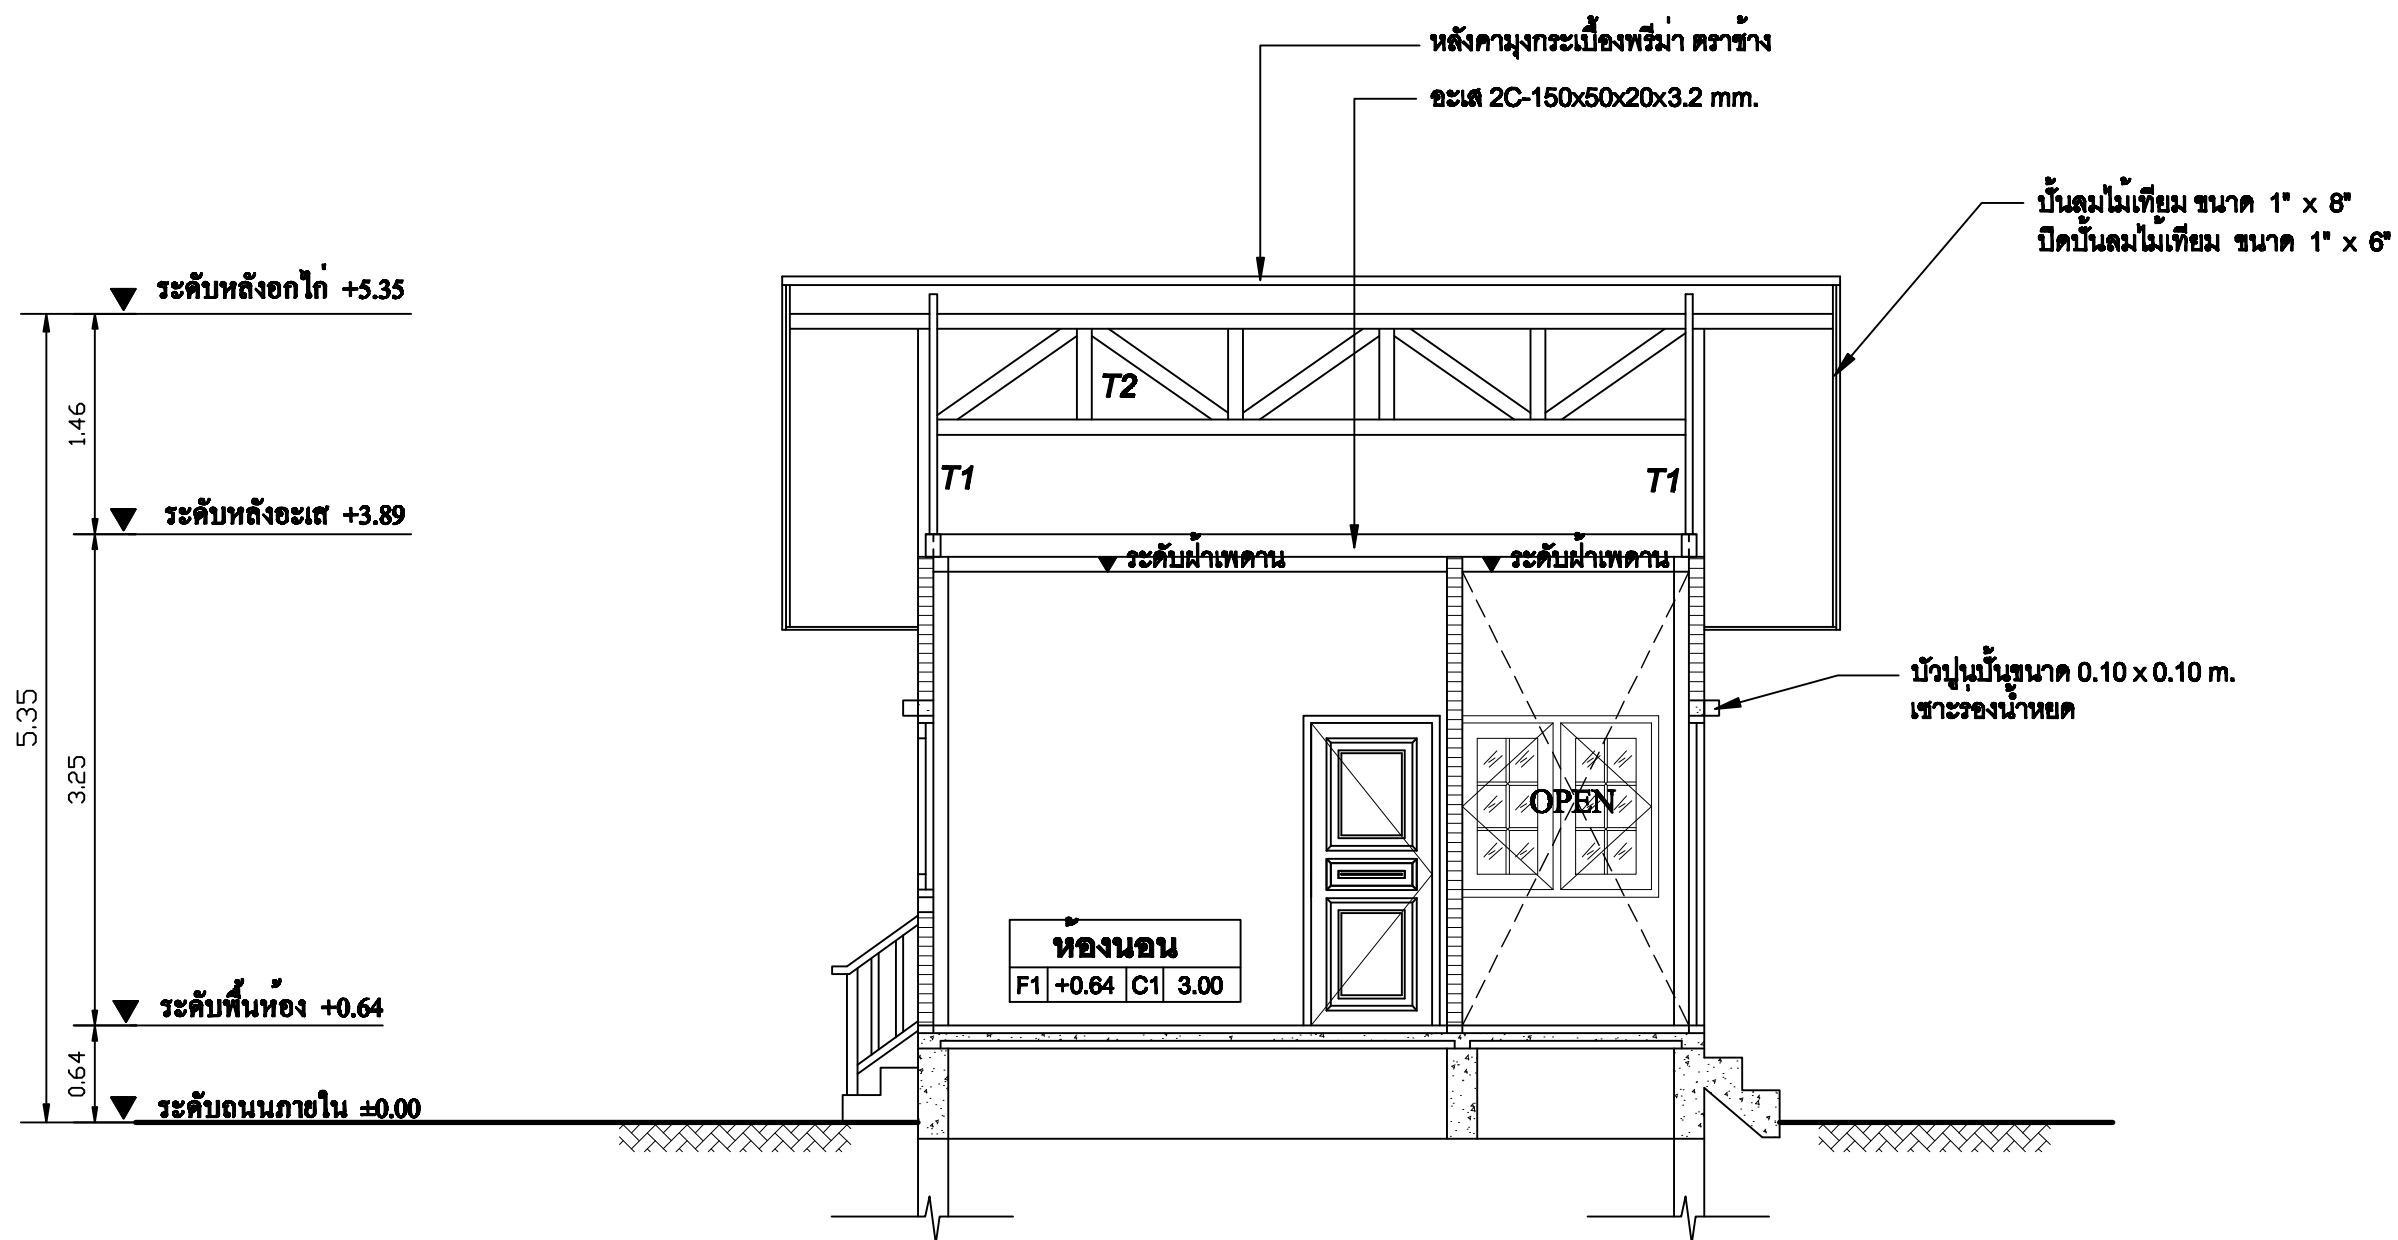 หลังคามุงกระเบื้องพรีม่า ตราช้าง
อะเส 2C-150x50x20x3.2 mm.
ปั้นลมไม้เทียม ขนาด 1" x 8"
ปิดปั้นลมไม้เทียม ขนาด 1" x 6"
ระดับหลังอกไก่ +5.35
1.46
T2
T1
T1
ระดับหลังอะเส +3.89
ระดับฝ้าเพดาน
ระดับฝ้าเพดาน
5.35
3.25
บัวปูนปั้นขนาด 0.10 x 0.10 m.
เซาะร่องน้ำหยด
OPEN
ห้องนอน
F1 +0.64 C1 3.00
ระดับพื้นห้อง +0.64
0.64
ระดับถนนภายใน ±0.00